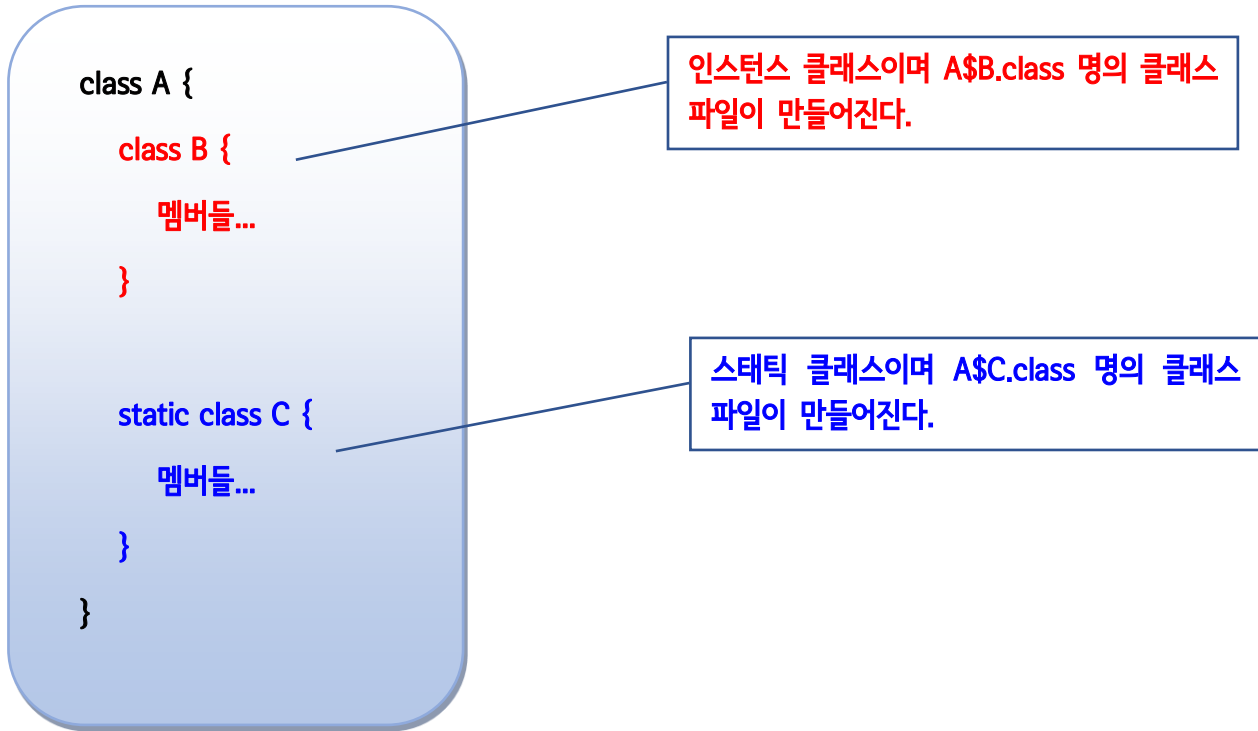 class A {
class B {
멤버들...
}
static class C {
멤버들...
}
}
인스턴스 클래스이며 A$B.class 명의 클래스
파일이 만들어진다.
스태틱 클래스이며 A$C.class 명의 클래스
파일이 만들어진다.